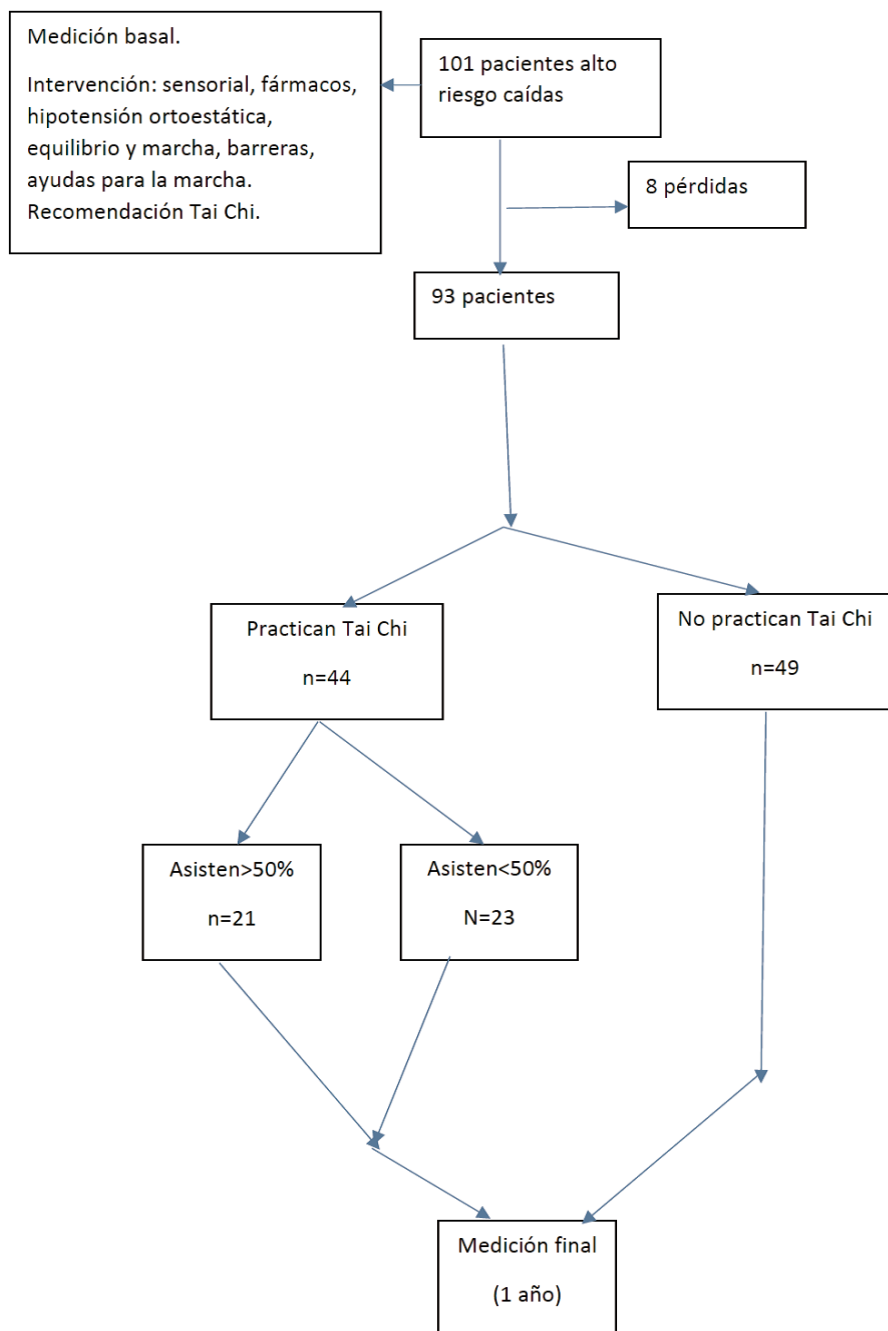 Medición basal.
Intervención: sensorial, fármacos,
hipotensión ortoestática,
equilibrio y marcha, barreras,
ayudas para la marcha.
Recomendación Tai Chi.
101 pacientes alto
riesgo caídas
8 pérdidas
93 pacientes
Practican Tai Chi
n=44
No practican Tai Chi
n=49
Asisten>50%
n=21
Asisten<50%
N=23
Medición final
(1 año)